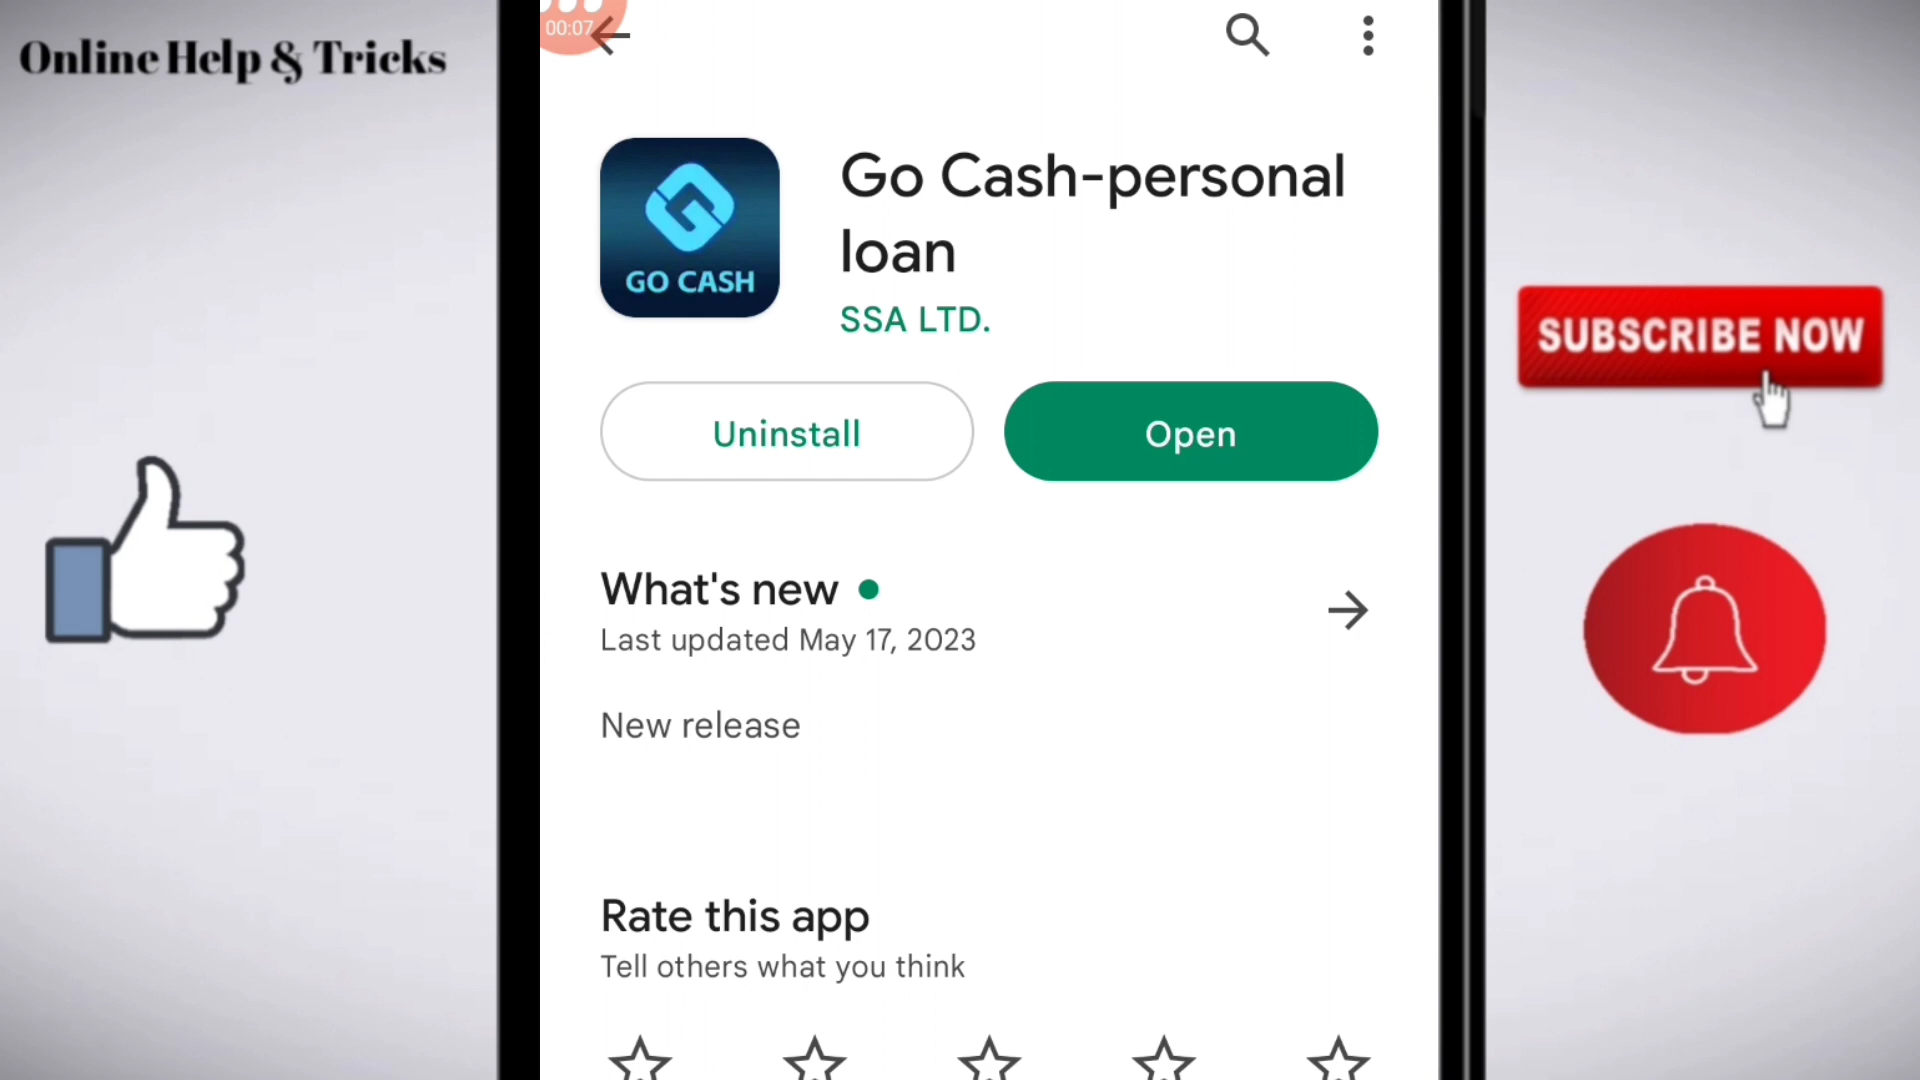 Online Help & Tricks
00:07
Go Cash-personal
loan
SSA LTD.
GO CASH
Uninstall
Open
SUBSCRIBE NOW
What's new
Last updated May 17, 2023
New release
Rate this app
Tell others what you think